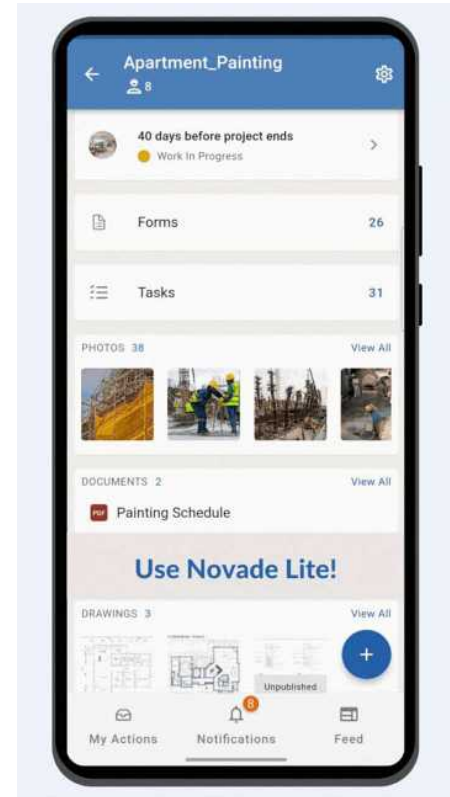 Apartment_Painting
8
40 days before project ends
Work In Progress
Forms 26
Tasks 31
PHOTOS 38 View All
DOCUMENTS 2 View All
PDF Painting Schedule
Use Novade Lite!
DRAWINGS 3 View All
Unpublished
+
8
My Actions Notifications Feed